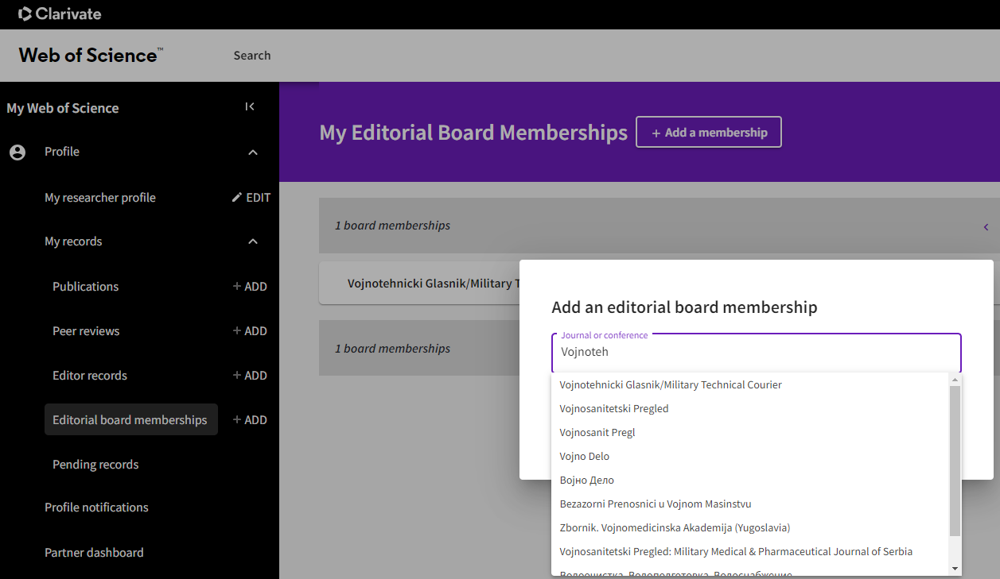 Clarivate
Web of Science™
Search
My Web of Science
Profile
My researcher profile
EDIT
My records
Publications
+ ADD
Peer reviews
+ ADD
Editor records
+ ADD
Editorial board memberships
+ ADD
Pending records
Profile notifications
Partner dashboard
My Editorial Board Memberships
+ Add a membership
1 board memberships
Vojnotehnicki Glasnik/Military T
1 board memberships
Add an editorial board membership
Journal or conference
Vojnoteh
Vojnotehnicki Glasnik/Military Technical Courier
Vojnosanitetski Pregled
Vojnosanit Pregl
Vojno Delo
Војно Дело
Bezazorni Prenosnici u Vojnom Masinstvu
Zbornik. Vojnomedicinska Akademija (Yugoslavia)
Vojnosanitetski Pregled: Military Medical & Pharmaceutical Journal of Serbia
Водоочистка. Водоподготовка. Водоснабжение